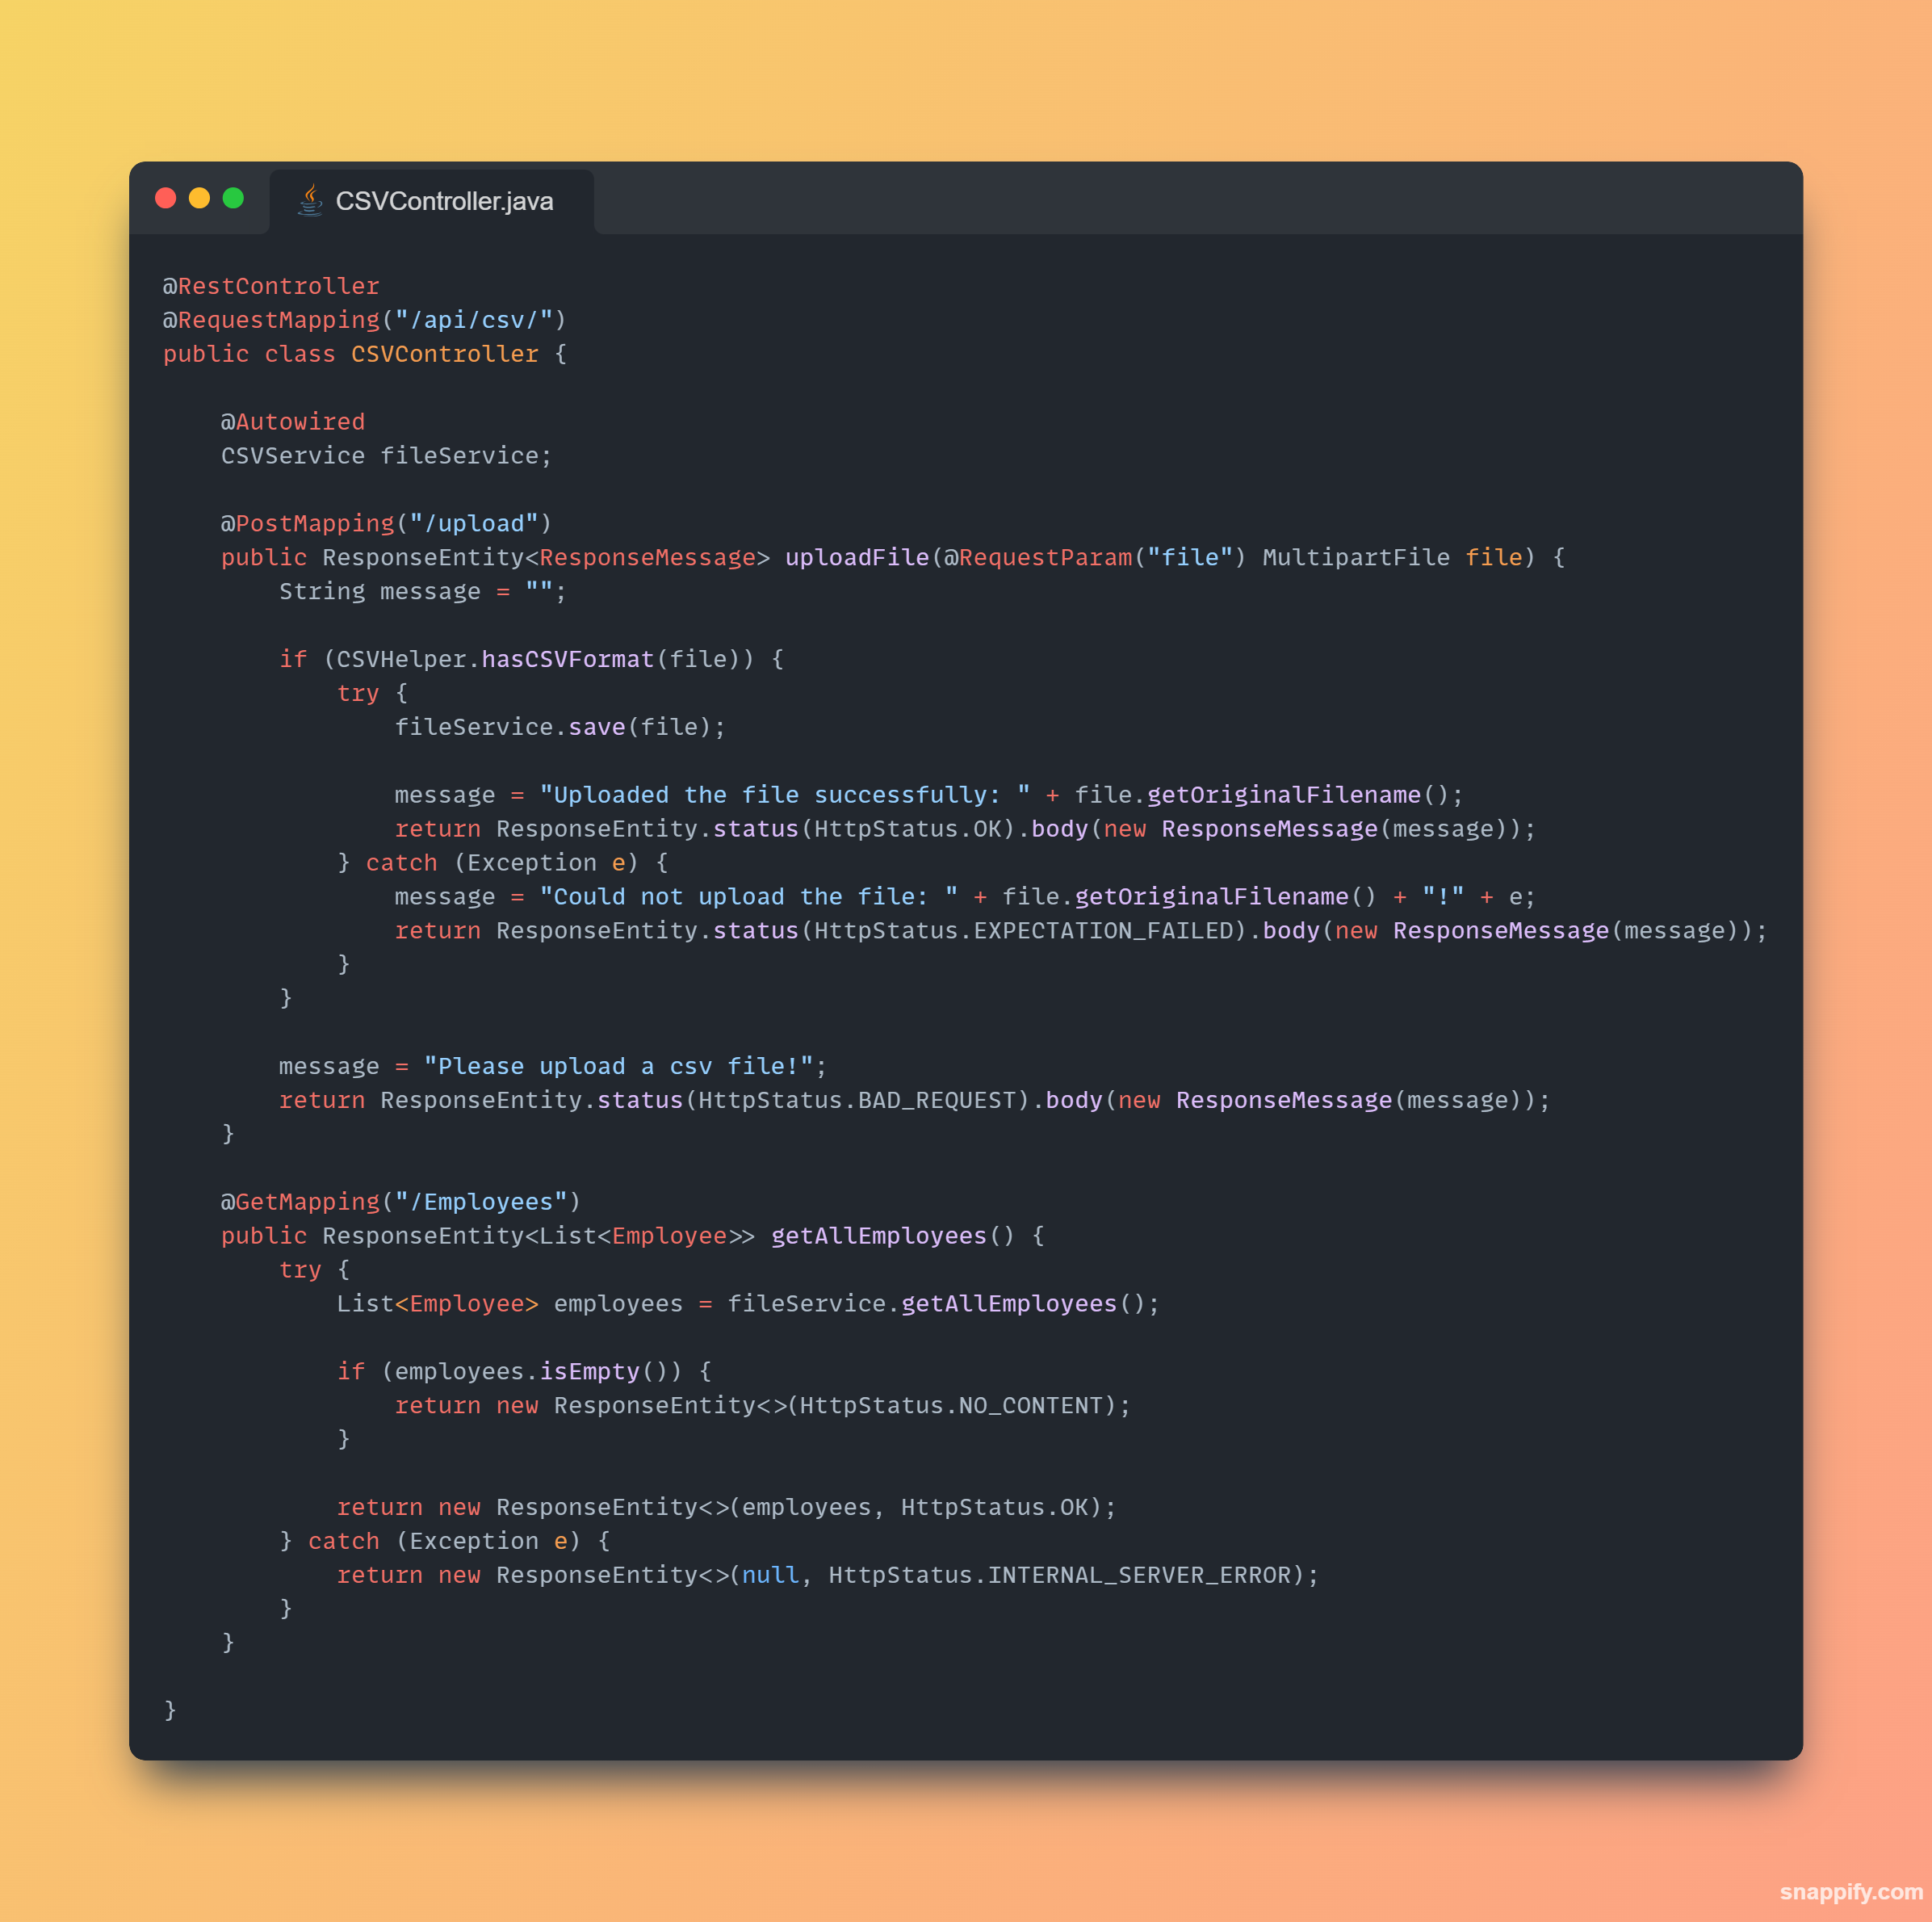 CSVController.java
@RestController
@RequestMapping("/api/csv/")
public class CSVController {
    @Autowired
    CSVService fileService;
    @PostMapping("/upload")
    public ResponseEntity<ResponseMessage> uploadFile(@RequestParam("file") MultipartFile file) {
        String message = "";
        if (CSVHelper.hasCSVFormat(file)) {
            try {
                fileService.save(file);
                message = "Uploaded the file successfully: " + file.getOriginalFilename();
                return ResponseEntity.status(HttpStatus.OK).body(new ResponseMessage(message));
            } catch (Exception e) {
                message = "Could not upload the file: " + file.getOriginalFilename() + "!" + e;
                return ResponseEntity.status(HttpStatus.EXPECTATION_FAILED).body(new ResponseMessage(message));
            }
        }
        message = "Please upload a csv file!";
        return ResponseEntity.status(HttpStatus.BAD_REQUEST).body(new ResponseMessage(message));
    }
    @GetMapping("/Employees")
    public ResponseEntity<List<Employee>> getAllEmployees() {
        try {
            List<Employee> employees = fileService.getAllEmployees();
            if (employees.isEmpty()) {
                return new ResponseEntity<>(HttpStatus.NO_CONTENT);
            }
            return new ResponseEntity<>(employees, HttpStatus.OK);
        } catch (Exception e) {
            return new ResponseEntity<>(null, HttpStatus.INTERNAL_SERVER_ERROR);
        }
    }
}
snappify.com